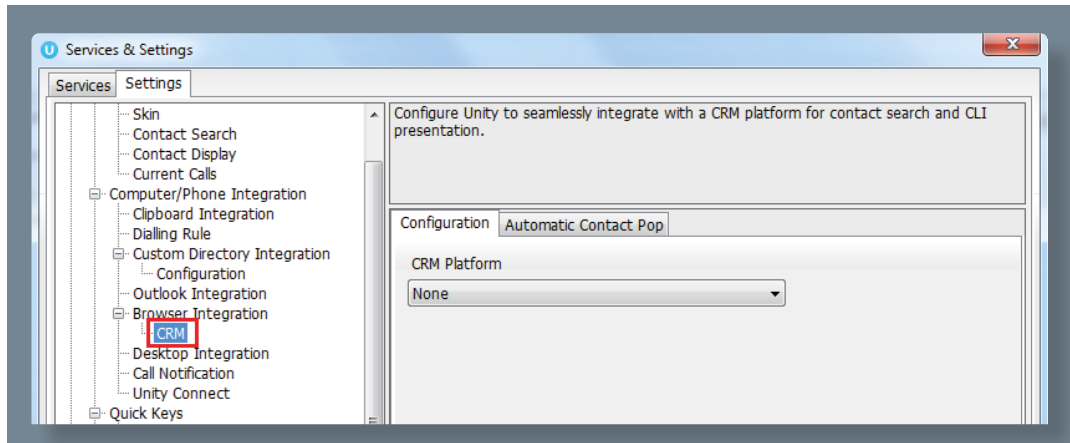 Services & Settings
Services
Settings
Skin
Contact Search
Contact Display
Current Calls
Computer/Phone Integration
Clipboard Integration
Dialling Rule
Custom Directory Integration
Configuration
Outlook Integration
Browser Integration
CRM
Desktop Integration
Call Notification
Unity Connect
Quick Keys
Configure Unity to seamlessly integrate with a CRM platform for contact search and CLI
presentation.
Configuration
Automatic Contact Pop
CRM Platform
None